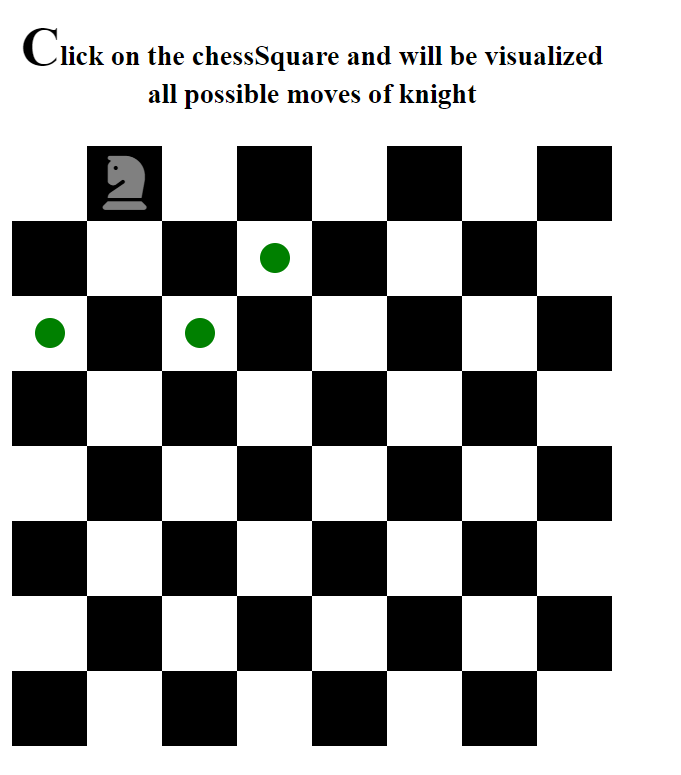 Click on the chessSquare and will be visualized
all possible moves of knight